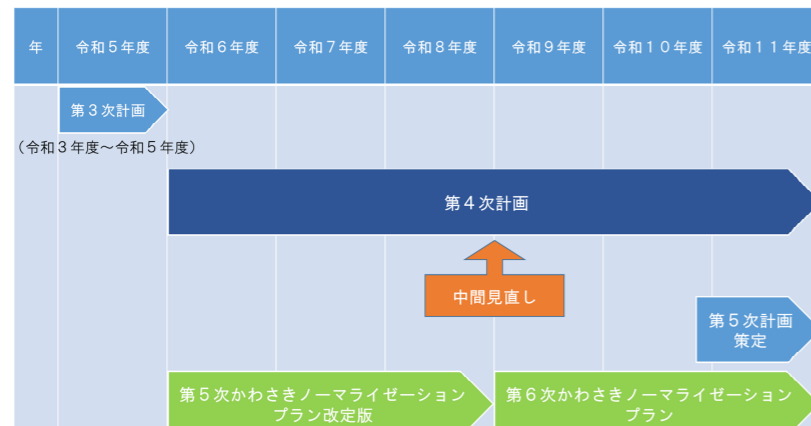 年 令和５年度 令和６年度 令和７年度 令和８年度 令和９年度 令和１０年度 令和１１年度
第３次計画
（令和３年度～令和５年度）
第４次計画
中間見直し
第５次計画
策定
第５次かわさきノーマライゼーション
プラン改定版
第６次かわさきノーマライゼーション
プラン